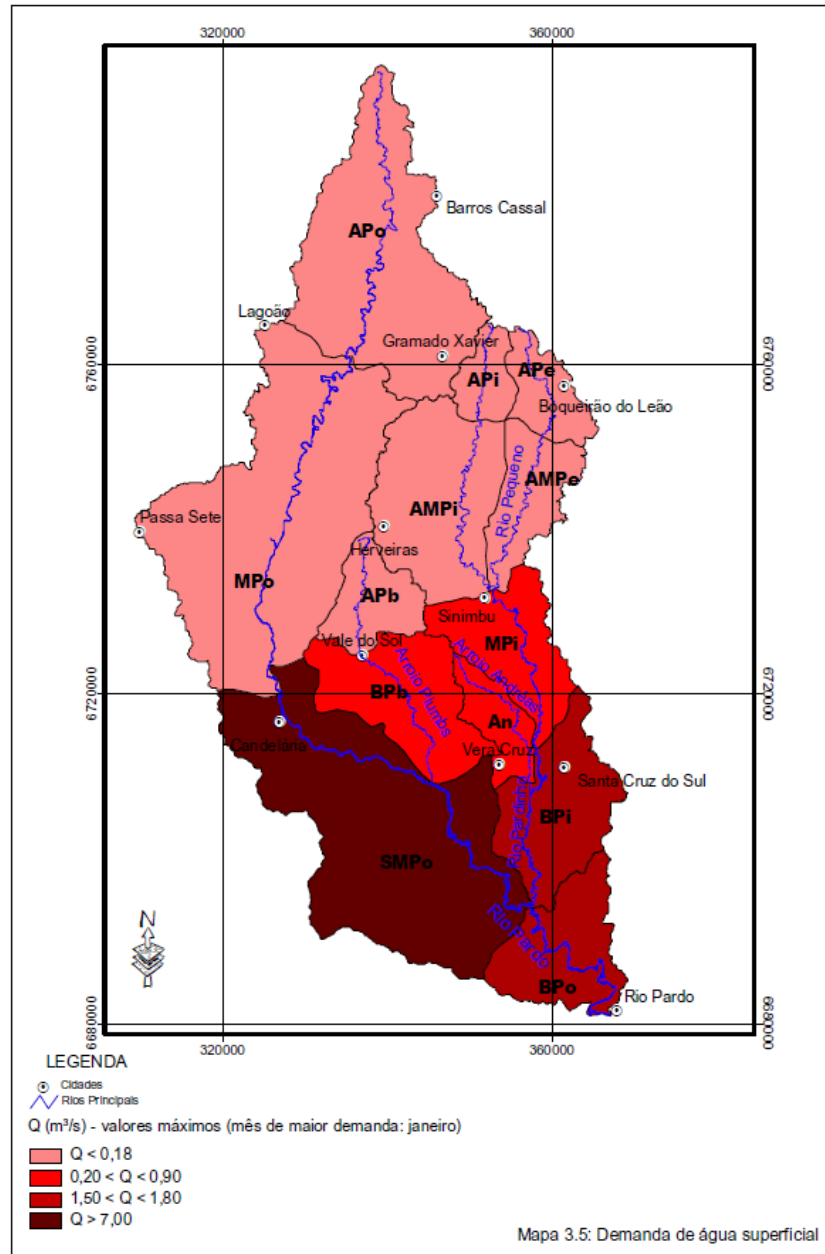 320000 360000
Barros Cassal
APo
Lagoão
Gramado Xavier
6760000 6760000
APi APe
Boqueirão do Leão
Rio Pequeno
AMPe
AMPi
Passa Sete
Herveiras
MPo
APb
Sinimbu
MPi
Vale do Sol
Arroio Andréas
Arroio Plumbs
BPb
6720000 6720000
An
Candelária
Vera Cruz
Santa Cruz do Sul
Rio Pardinho
BPi
SMPo
N
Rio Pardo
BPo
Rio Pardo
6680000 6680000
320000 360000
LEGENDA
Cidades
Rios Principais
Q (m³/s) - valores máximos (mês de maior demanda: janeiro)
Q < 0,18
0,20 < Q < 0,90
1,50 < Q < 1,80
Q > 7,00
Mapa 3.5: Demanda de água superficial